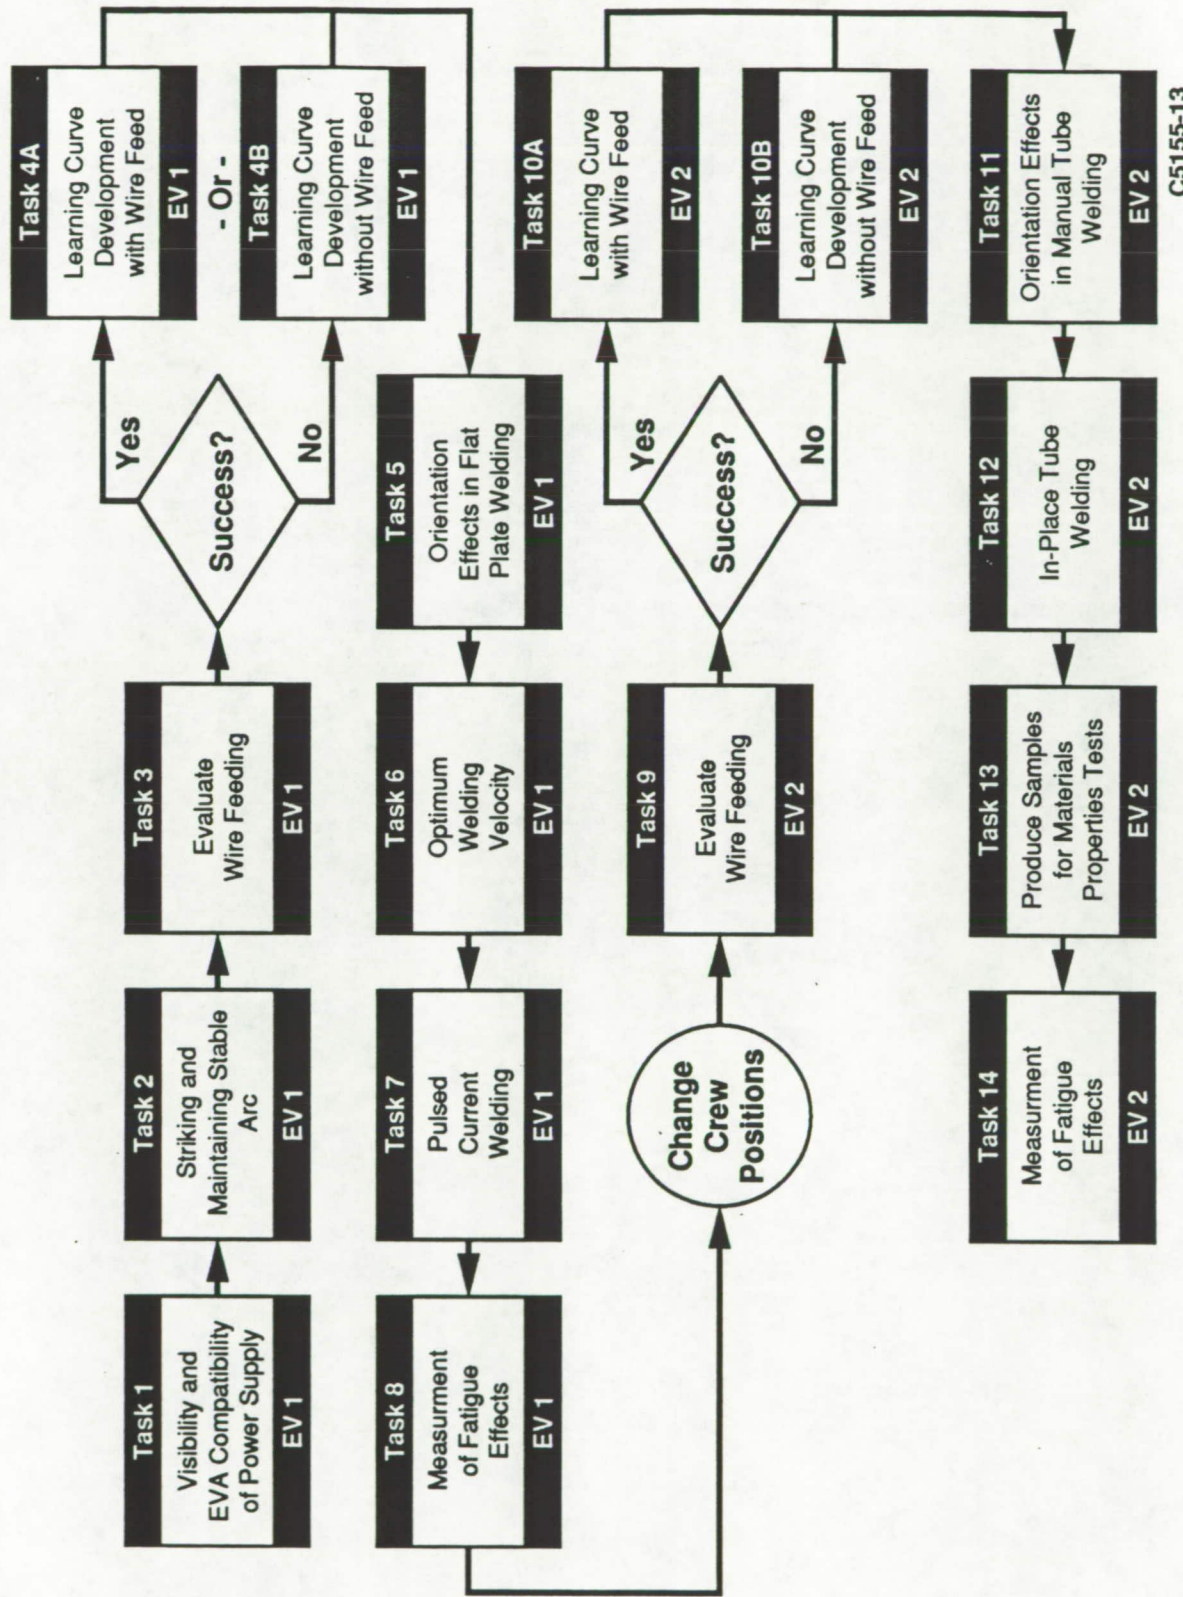 Task 1
Visibility and
EVA Compatibility
of Power Supply
EV 1
Task 2
Striking and
Maintaining Stable
Arc
EV 1
Task 3
Evaluate
Wire Feeding
EV 1
Success?
Yes
No
Task 4A
Learning Curve
Development
with Wire Feed
EV 1
- Or -
Task 4B
Learning Curve
Development
without Wire Feed
EV 1
Task 5
Orientation
Effects in Flat
Plate Welding
EV 1
Task 6
Optimum
Welding
Velocity
EV 1
Task 7
Pulsed
Current
Welding
EV 1
Task 8
Measurment
of Fatigue
Effects
EV 1
Change
Crew
Positions
Task 9
Evaluate
Wire Feeding
EV 2
Success?
Yes
No
Task 10A
Learning Curve
with Wire Feed
EV 2
Task 10B
Learning Curve
Development
without Wire Feed
EV 2
Task 11
Orientation Effects
in Manual Tube
Welding
EV 2
Task 12
In-Place Tube
Welding
EV 2
Task 13
Produce Samples
for Materials
Properties Tests
EV 2
Task 14
Measurment
of Fatigue
Effects
EV 2
C5155-13